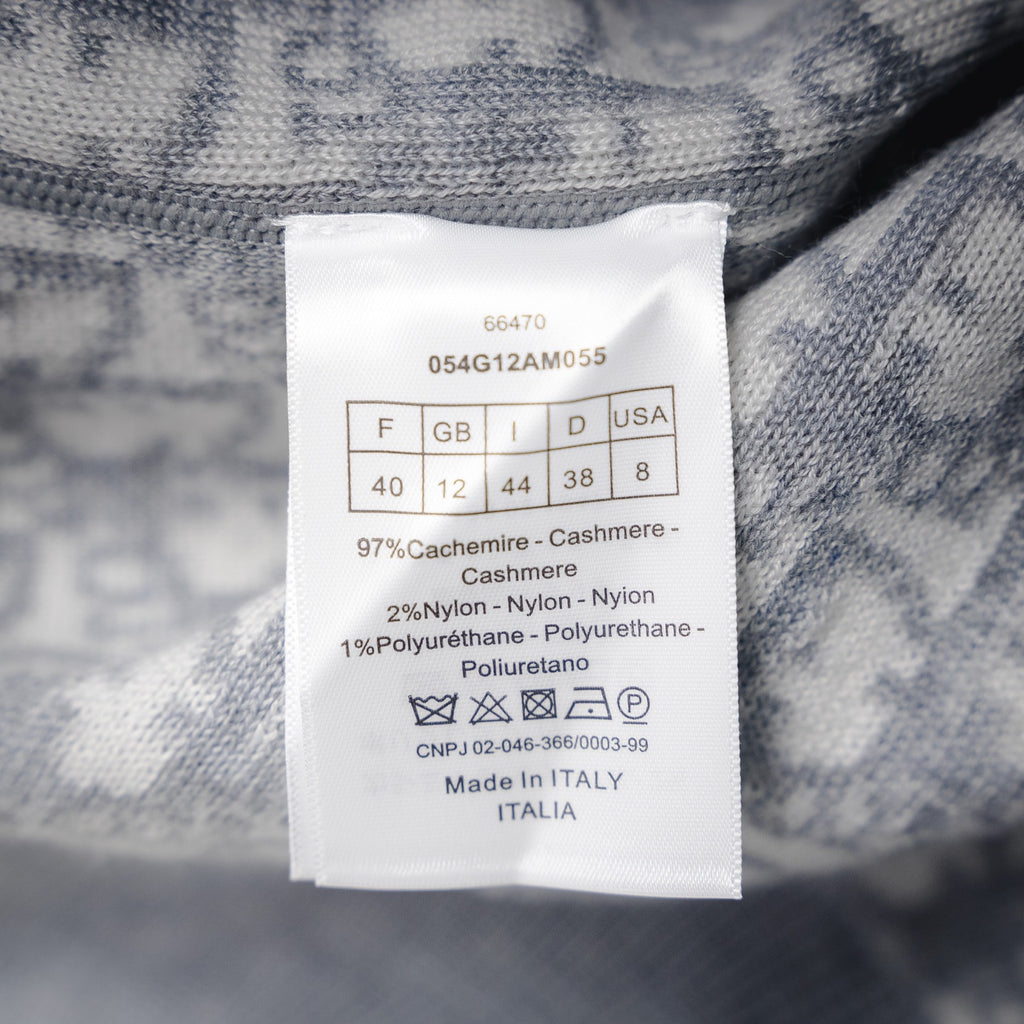 66470
054G12AM055
F GB I D USA
40 12 44 38 8
97%Cachemire - Cashmere -
Cashmere
2%Nylon - Nylon - Nyion
1%Polyuréthane - Polyurethane -
Poliuretano
P
CNPJ 02-046-366/0003-99
Made In ITALY
ITALIA